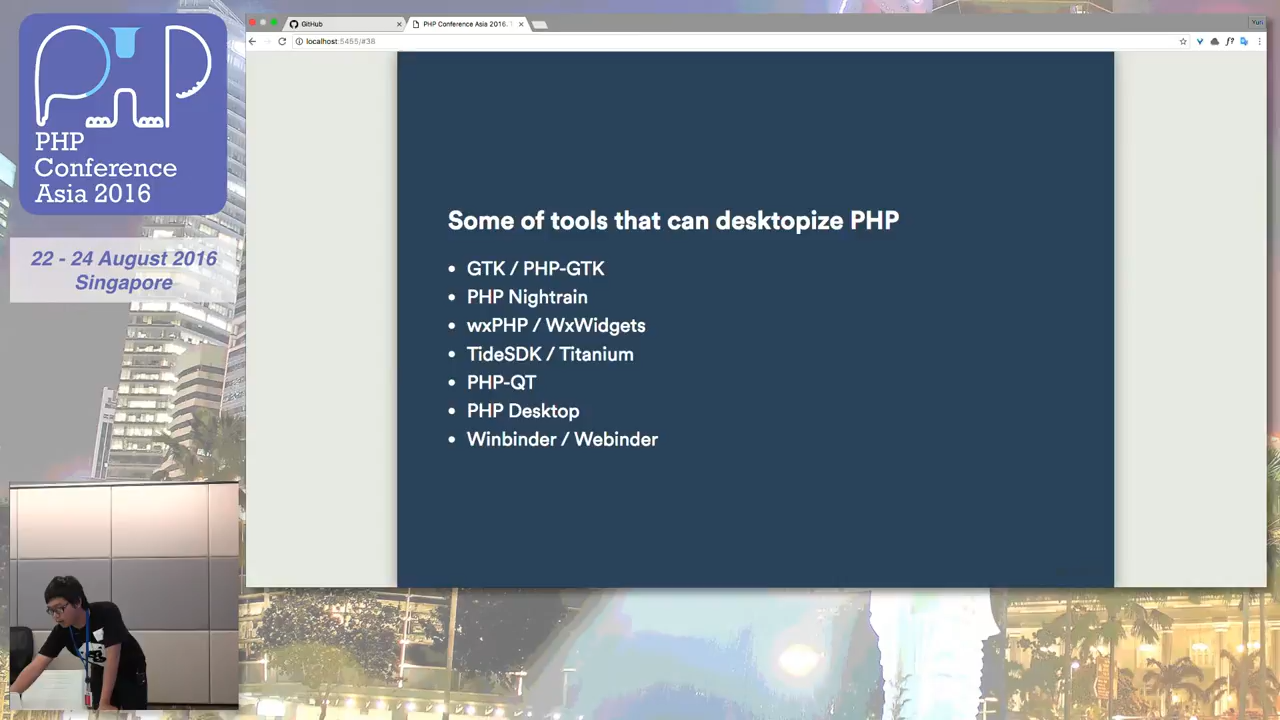 PHP
Conference
Asia 2016
22 - 24 August 2016
Singapore
GitHub
PHP Conference Asia 2016.
Yuri
localhost:5455/#38
f?
Some of tools that can desktopize PHP
• GTK / PHP-GTK
• PHP Nightrain
• wxPHP / WxWidgets
• TideSDK / Titanium
• PHP-QT
• PHP Desktop
• Winbinder / Webinder